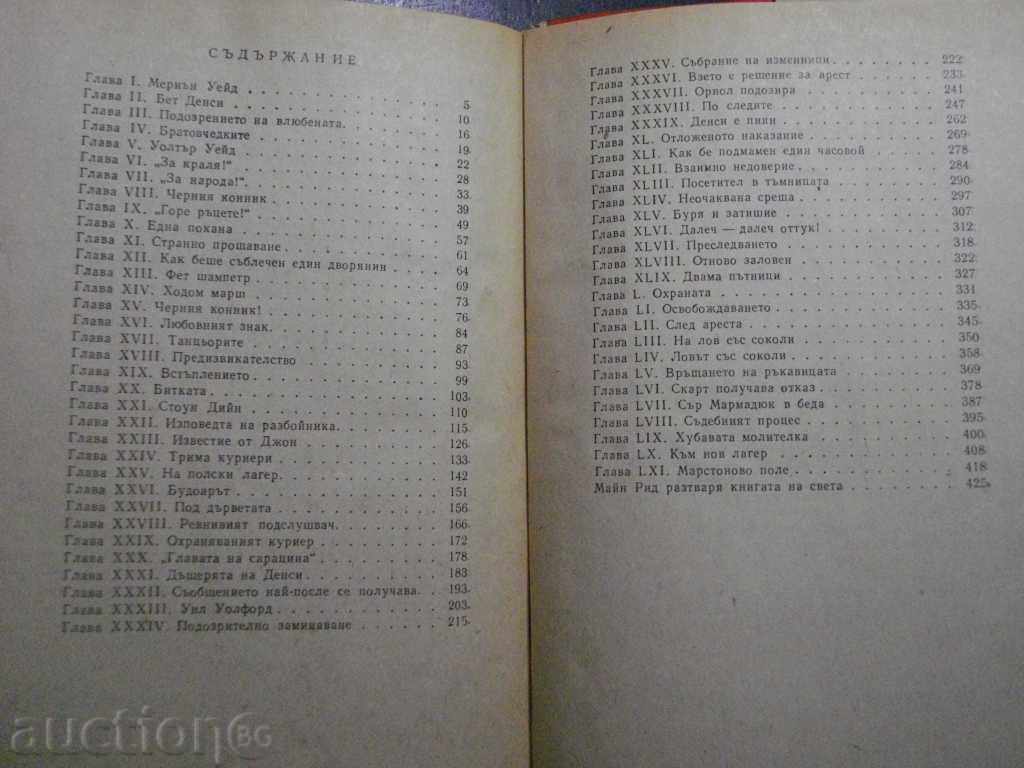 СЪДЪРЖАНИЕ
Глава I. Мериън Уейд . . . 5
Глава II. Бет Денси . . . 10
Глава III. Подозрението на влюбената. . . . 16
Глава IV. Братовчедките . . . 19
Глава V. Уолтър Уейд . . . 22
Глава VI. „За краля!“ . . . 28
Глава VII. „За народа!“. . . . 33
Глава VIII. Черния конник . . . 39
Глава IX. „Горе ръцете!“ . . . 49
Глава X. Една покана . . . 57
Глава XI. Странно прощаване . . . 61
Глава XII. Как беше съблечен един дворянин . . . 64
Глава XIII. Фет шампетр . . . 69
Глава XIV. Ходом марш . . . 73
Глава XV. Черния конник! . . . 76
Глава XVI. Любовният знак. . . . 84
Глава XVII. Танцьорите . . . 87
Глава XVIII. Предизвикателство . . . 93
Глава XIX. Встъплението . . . 99
Глава XX. Битката . . . 103
Глава XXI. Стоун Дийн . . . 110
Глава XXII. Изповедта на разбойника. . . . 115
Глава XXIII. Известие от Джон . . . 126
Глава XXIV. Трима куриери . . . 133
Глава XXV. На полски лагер. . . . 142
Глава XXVI. Будоарът . . . 151
Глава XXVII. Под дърветата . . . 156
Глава XXVIII. Ревнивият подслушвач. . . . 166
Глава XXIX. Охраняваният куриер . . . 172
Глава XXX. „Главата на сарацина“ . . . 178
Глава XXXI. Дъщерята на Денси . . . 183
Глава XXXII. Съобщението най-после се получава. . . 193
Глава XXXIII. Уил Уолфорд . . . 203
Глава XXXIV. Подозрително заминаване . . . 215
Глава XXXV. Събрание на изменници . . . 222
Глава XXXVI. Взето е решение за арест . . . 233
Глава XXXVII. Ориол подозира . . . 241
Глава XXXVIII. По следите . . . 247
Глава XXXIX. Денси е пиян . . . 262
Глава XL. Отложеното наказание . . . 269
Глава XLI. Как бе подмамен един часовой . . . 278
Глава XLII. Взаимно недоверие . . . 284
Глава XLIII. Посетител в тъмницата . . . 290
Глава XLIV. Неочаквана среща . . . 297
Глава XLV. Буря и затишие . . . 307
Глава XLVI. Далеч — далеч оттук! . . . 312
Глава XLVII. Преследването . . . 318
Глава XLVIII. Отново заловен . . . 322
Глава XLIX. Двама пътници . . . 327
Глава L. Охраната . . . 331
Глава LI. Освобождаването . . . 335
Глава LII. След ареста . . . 345
Глава LIII. На лов със соколи . . . 350
Глава LIV. Ловът със соколи . . . 358
Глава LV. Връщането на ръкавицата . . . 369
Глава LVI. Скарт получава отказ . . . 378
Глава LVII. Сър Мармадюк в беда . . . 387
Глава LVIII. Съдебният процес . . . 395
Глава LIX. Хубавата молителка . . . 400
Глава LX. Към нов лагер . . . 408
Глава LXI. Марстоново поле . . . 418
Майн Рид разтваря книгата на света . . . 425
auction.BG